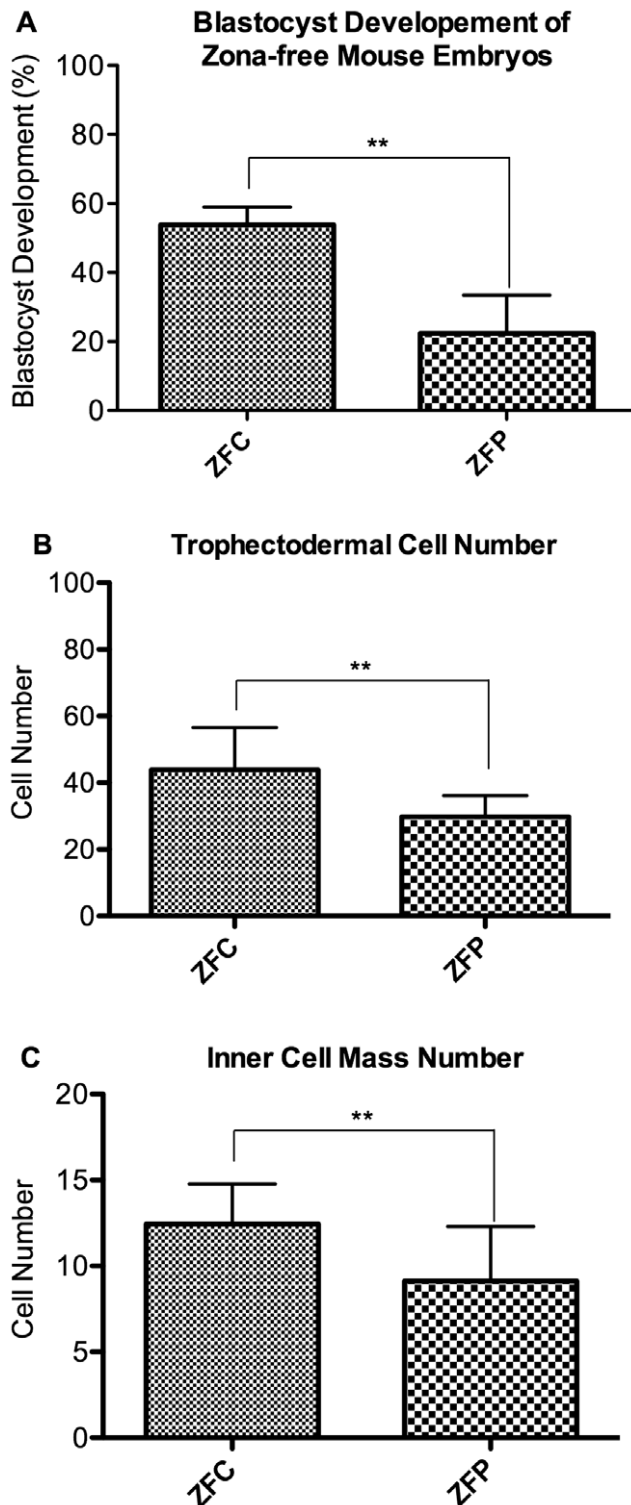 A
Blastocyst Developement of
Zona-free Mouse Embryos
Blastocyst Development (%)
100
80
60
40
20
0
**
ZFC
ZFP
B
Trophectodermal Cell Number
Cell Number
100
80
60
40
20
0
**
ZFC
ZFP
C
Inner Cell Mass Number
Cell Number
20
15
10
5
0
**
ZFC
ZFP